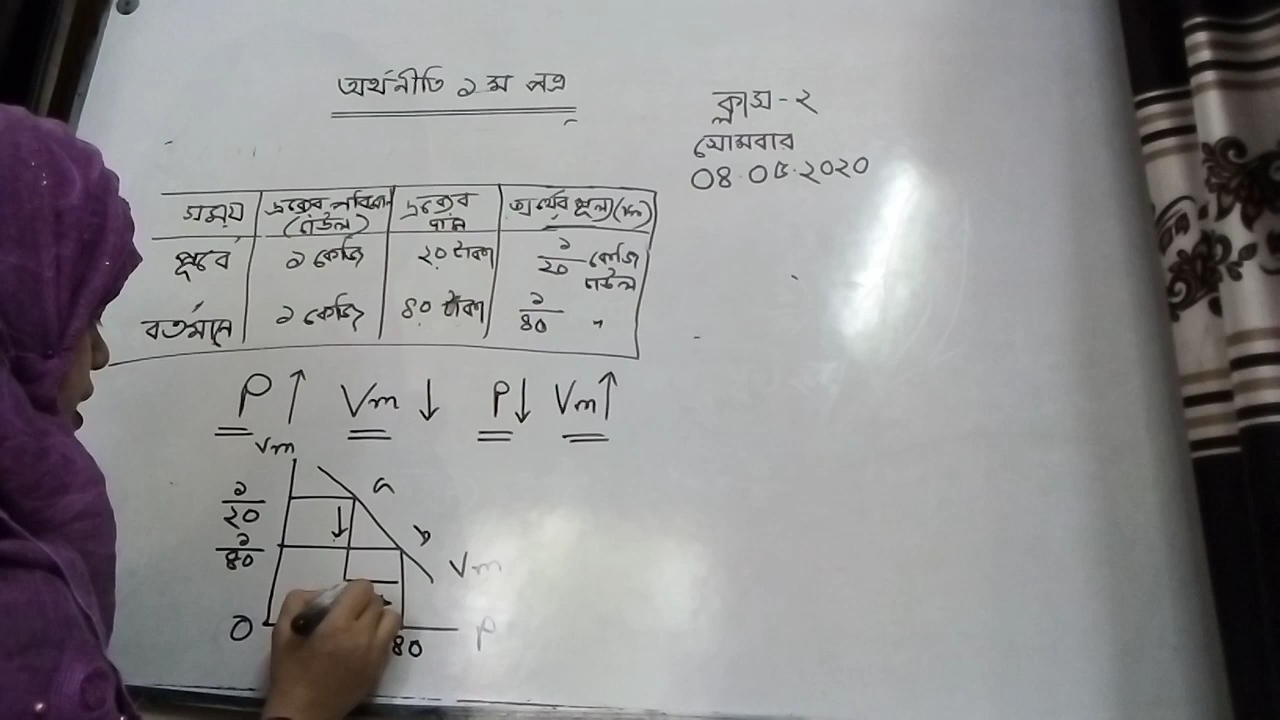 অর্থনীতি ১ম পত্র
ক্লাস-২
সোমবার
০৪.০৫.২০২০
সময় দ্রব্যের পরিমাণ (চাউল) দ্রব্যের দাম অর্থের মূল্য (Vm)
পূর্বে ১ কেজি ২০ টাকা ১/২০ কেজি চাউল
বর্তমানে ১ কেজি ৪০ টাকা ১/৪০ "
P ↑ Vm ↓ P ↓ Vm ↑
Vm
১/২০ a
১/৪০ b
Vm
০ ৪০ P